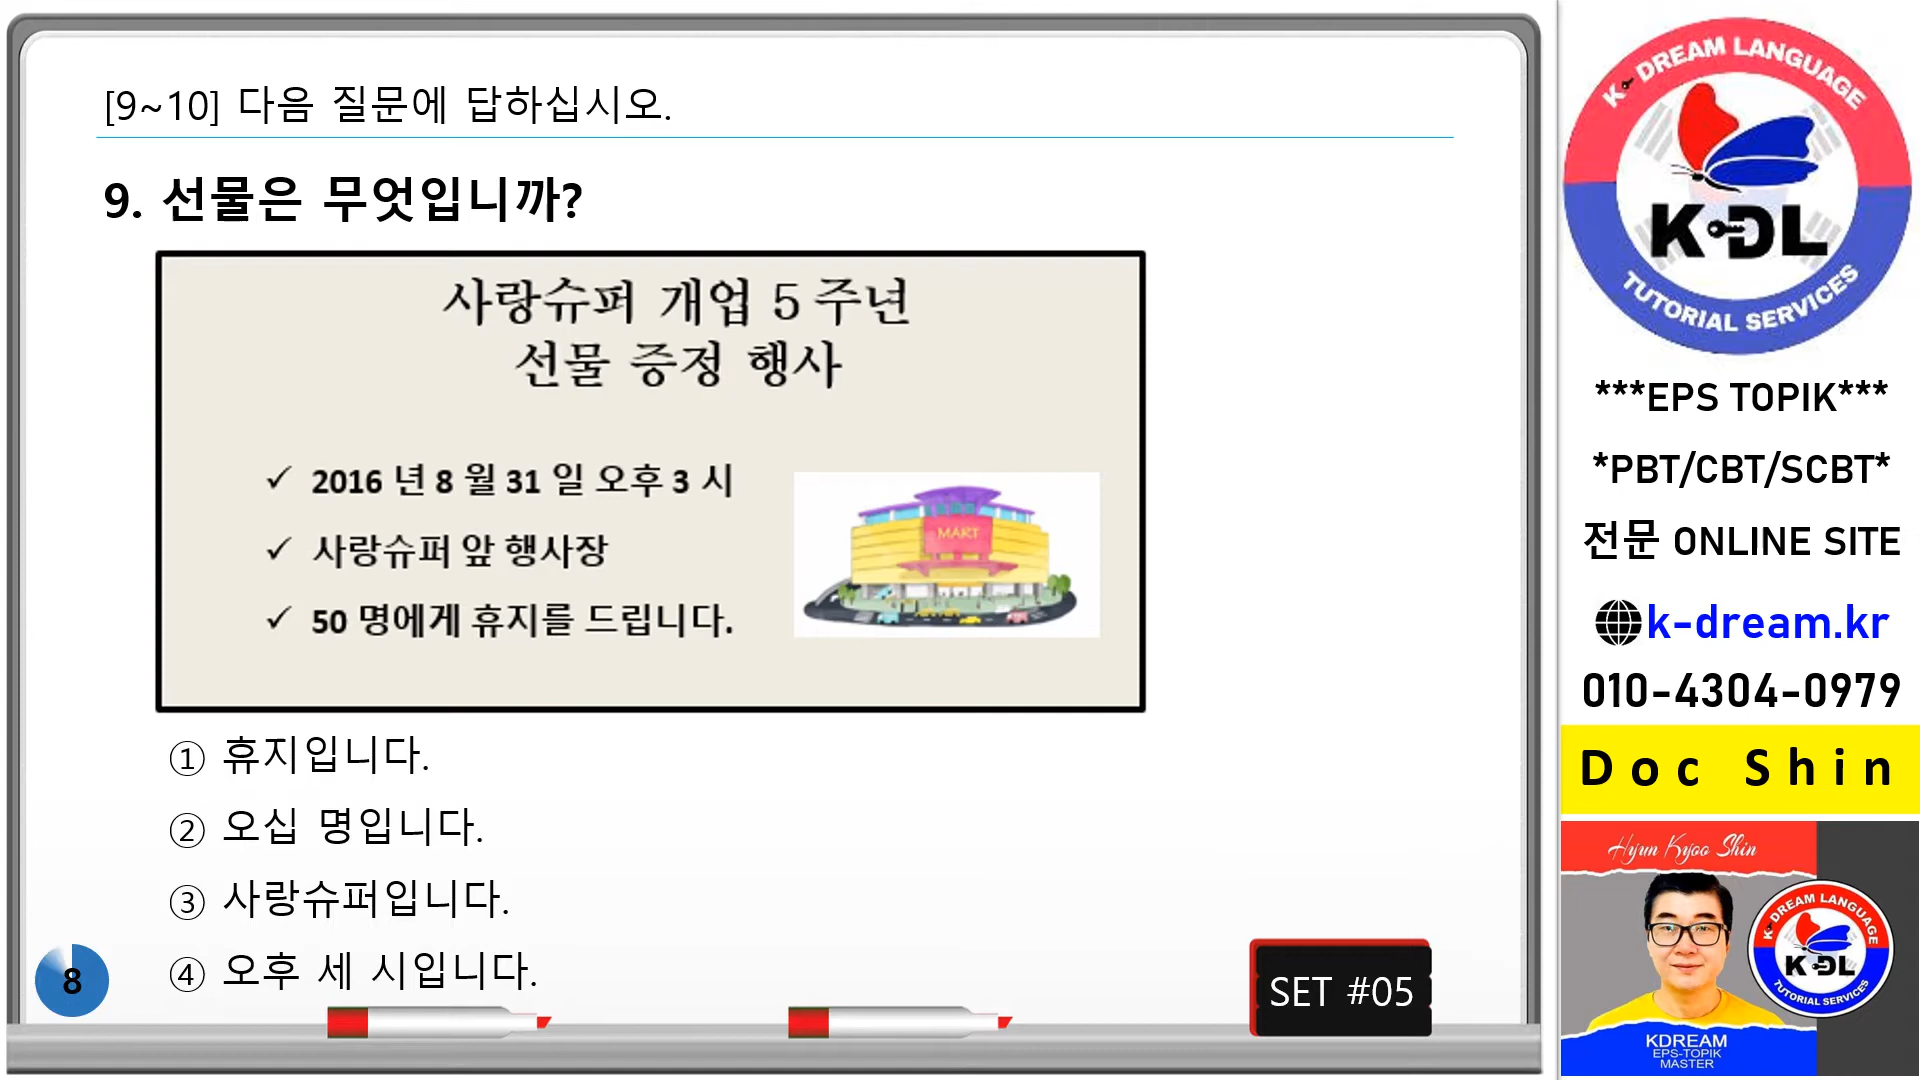 [9~10] 다음 질문에 답하십시오.
9. 선물은 무엇입니까?
사랑슈퍼 개업 5 주년
선물 증정 행사
✓ 2016 년 8 월 31 일 오후 3 시
✓ 사랑슈퍼 앞 행사장
✓ 50 명에게 휴지를 드립니다.
MART
① 휴지입니다.
② 오십 명입니다.
③ 사랑슈퍼입니다.
④ 오후 세 시입니다.
8
SET #05
K-DREAM LANGUAGE
K-DL
TUTORIAL SERVICES
***EPS TOPIK***
*PBT/CBT/SCBT*
전문 ONLINE SITE
k-dream.kr
010-4304-0979
Doc Shin
Hyun Kyoo Shin
K-DREAM LANGUAGE
K-DL
TUTORIAL SERVICES
KDREAM
EPS-TOPIK
MASTER